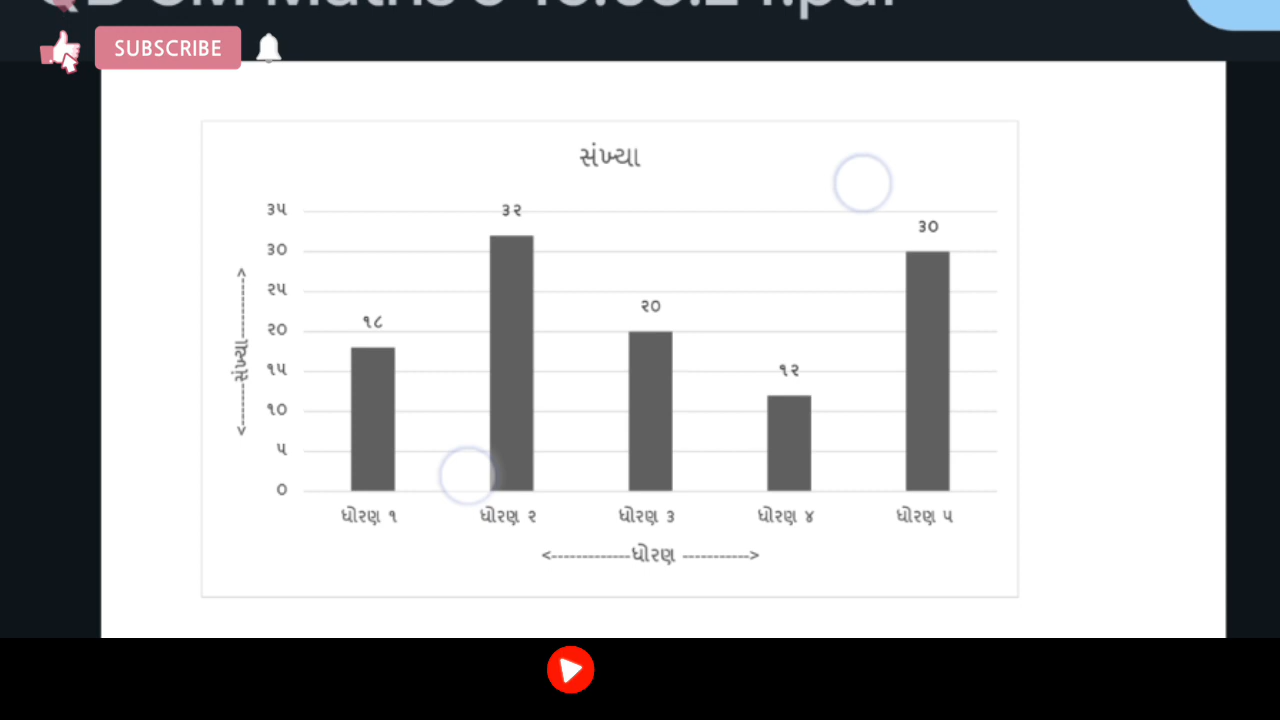 SUBSCRIBE
સંખ્યા
૩૫
૩૦
૨૫
૨૦
૧૫
૧૦
૫
૦
૧૮
૩૨
૨૦
૧૨
૩૦
<-------સંખ્યા--------->
ધોરણ ૧ ધોરણ ૨ ધોરણ ૩ ધોરણ ૪ ધોરણ ૫
<-------------ધોરણ ----------->